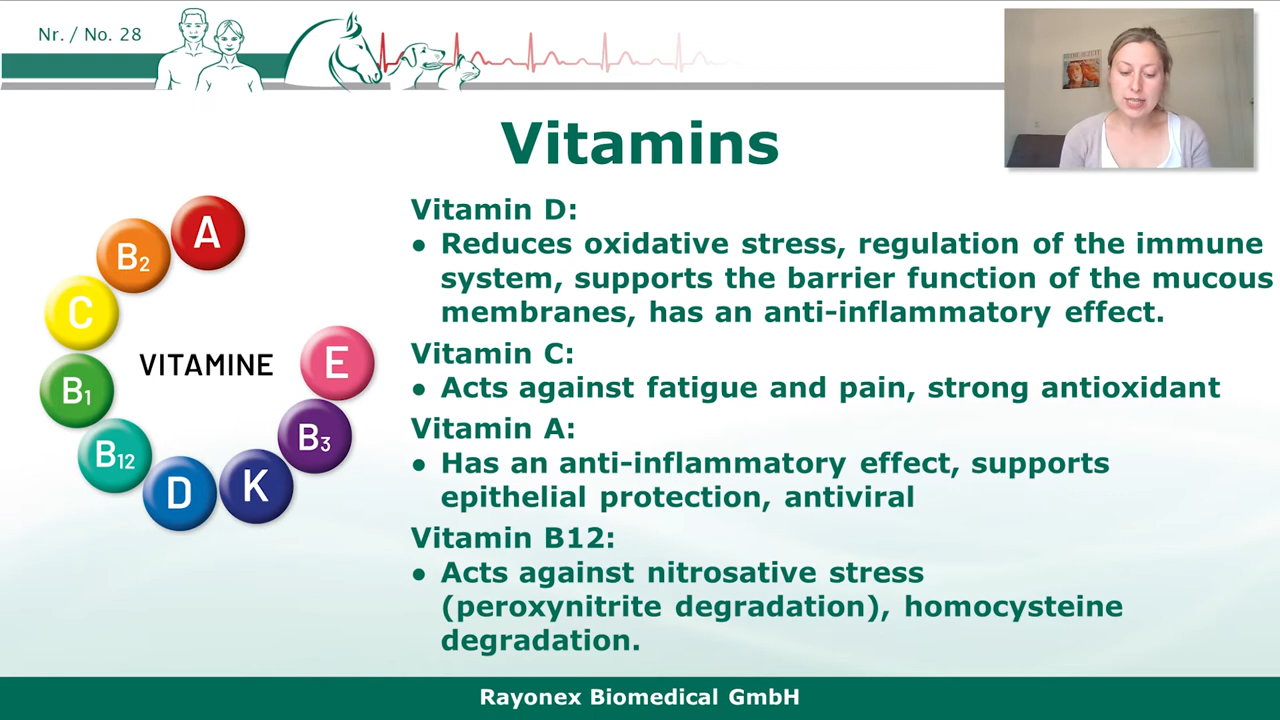 Nr. / No. 28
Vitamins
Vitamin D:
• Reduces oxidative stress, regulation of the immune
system, supports the barrier function of the mucous
membranes, has an anti-inflammatory effect.
Vitamin C:
• Acts against fatigue and pain, strong antioxidant
Vitamin A:
• Has an anti-inflammatory effect, supports
epithelial protection, antiviral
Vitamin B12:
• Acts against nitrosative stress
(peroxynitrite degradation), homocysteine
degradation.
A
B₂
C
B₁
B₁₂
D
K
B₃
E
VITAMINE
Rayonex Biomedical GmbH